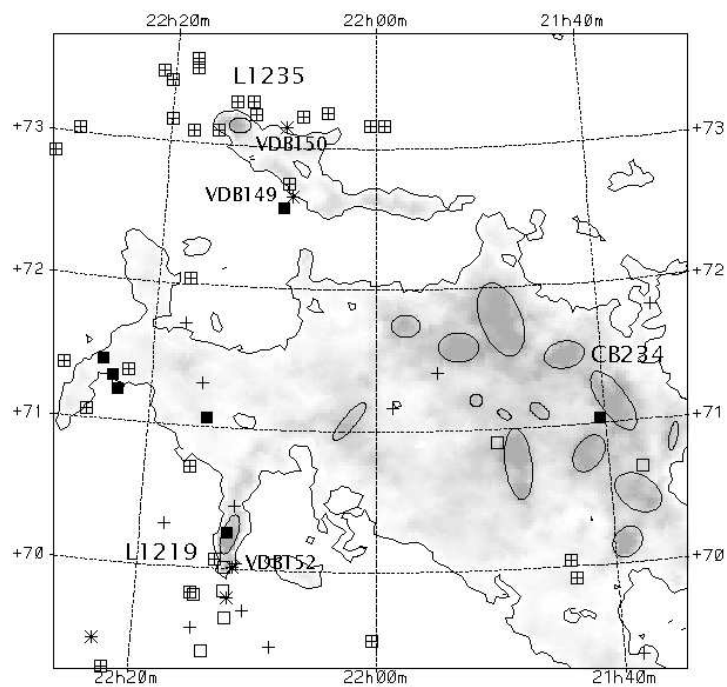 22h20m 22h00m 21h40m
L1235
+73 +73
VDB150
VDB149
+72 +72
CB234
+71 +71
+70 L1219 VDB152 +70
22h20m 22h00m 21h40m